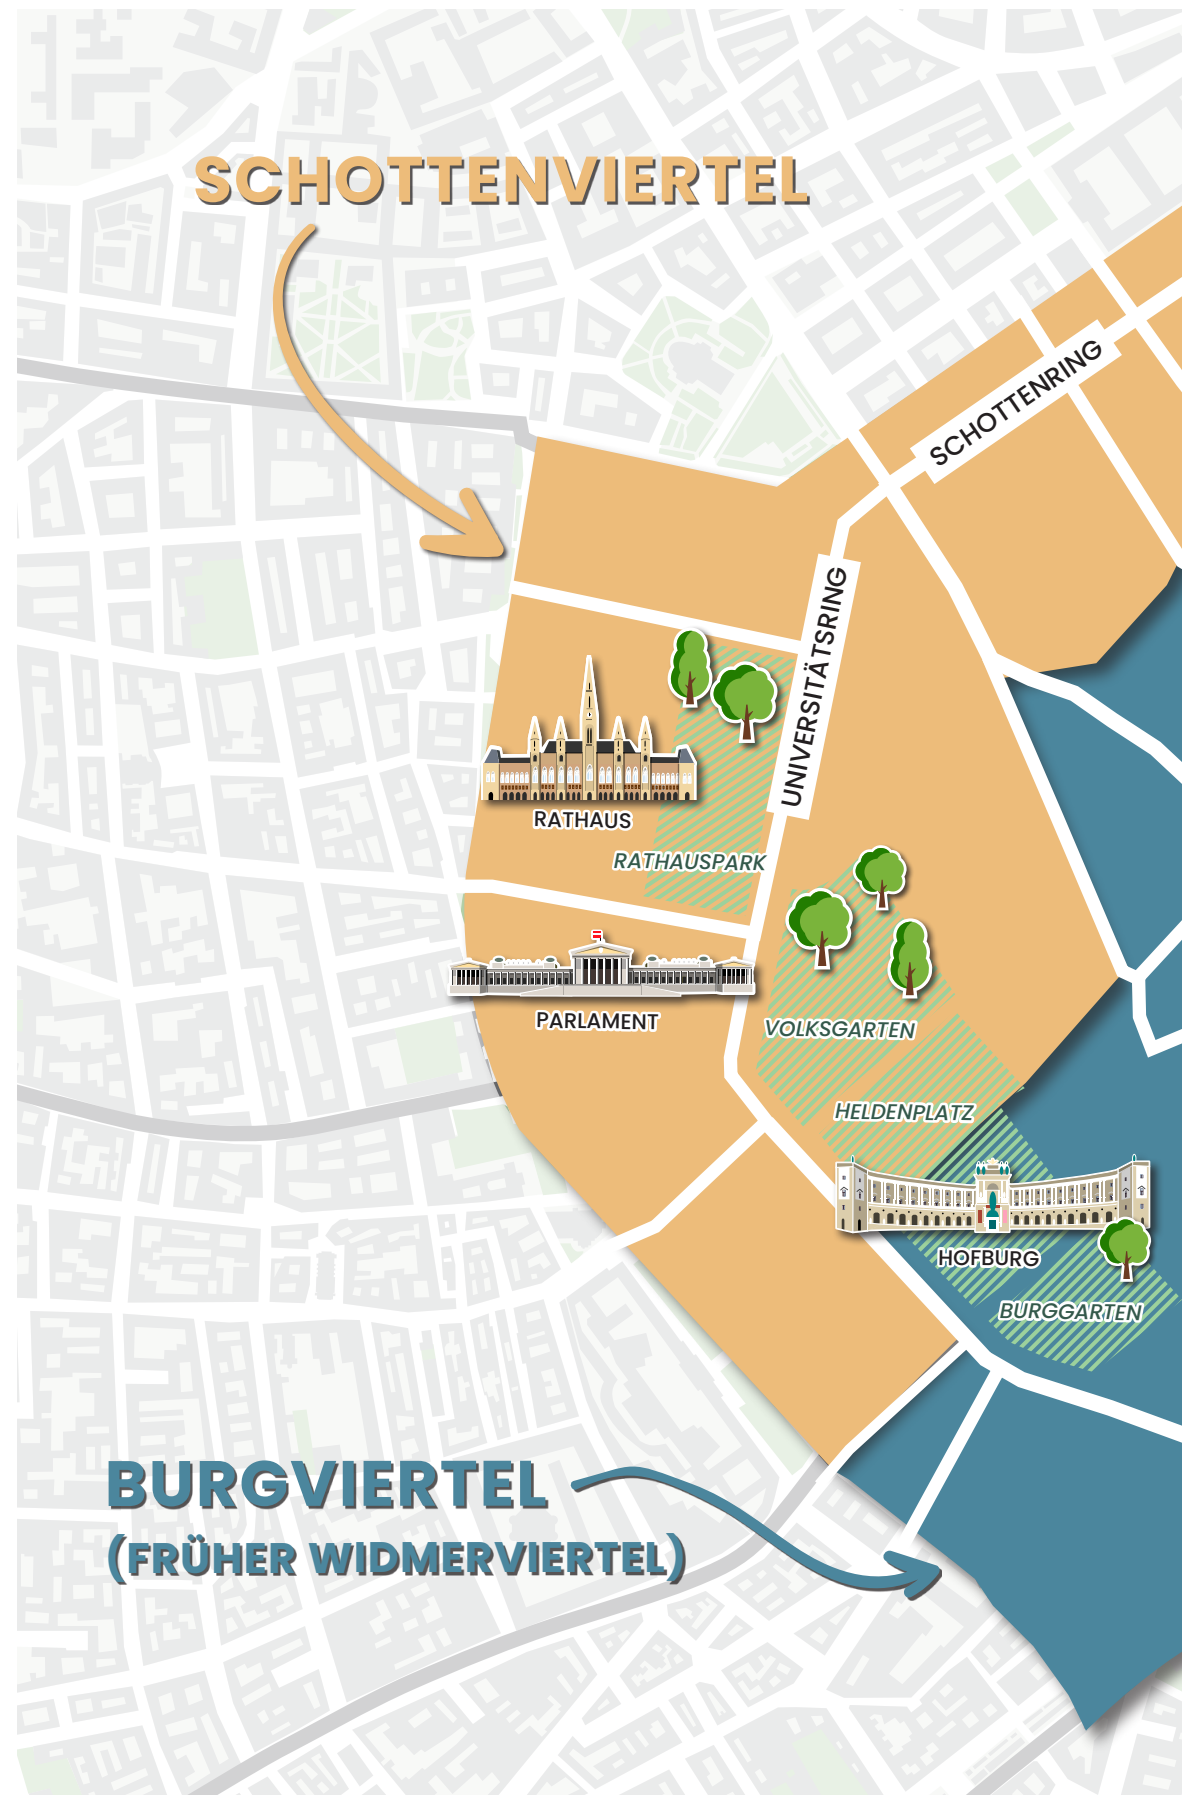 SCHOTTENVIERTEL
SCHOTTENRING
UNIVERSITÄTSRING
RATHAUS
RATHAUSPARK
PARLAMENT
VOLKSGARTEN
HELDENPLATZ
HOFBURG
BURGGARTEN
BURGVIERTEL
(FRÜHER WIDMERVIERTEL)